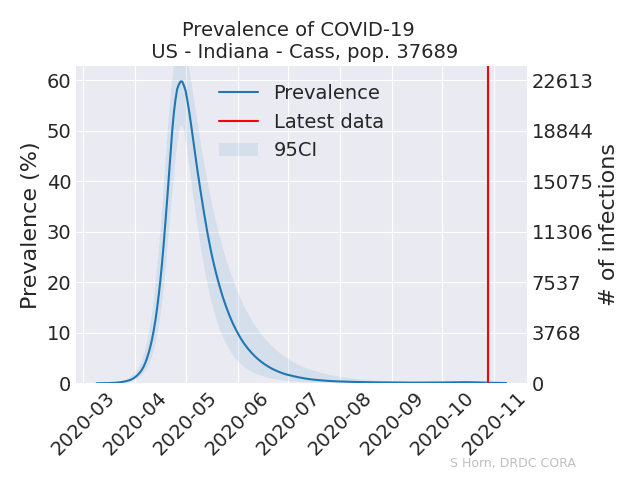 Prevalence of COVID-19
US - Indiana - Cass, pop. 37689
Prevalence
Latest data
95CI
Prevalence (%)
60
50
40
30
20
10
0
22613
18844
15075
11306
7537
3768
0
# of infections
2020-03
2020-04
2020-05
2020-06
2020-07
2020-08
2020-09
2020-10
2020-11
S Horn, DRDC CORA